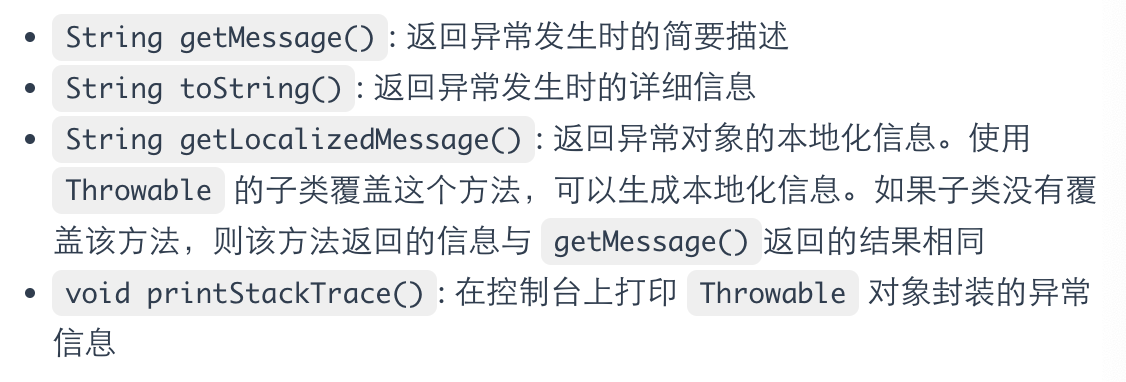 • String getMessage(): 返回异常发生时的简要描述
• String toString(): 返回异常发生时的详细信息
• String getLocalizedMessage(): 返回异常对象的本地化信息。使用
Throwable 的子类覆盖这个方法，可以生成本地化信息。如果子类没有覆
盖该方法，则该方法返回的信息与 getMessage()返回的结果相同
• void printStackTrace(): 在控制台上打印 Throwable 对象封装的异常
信息